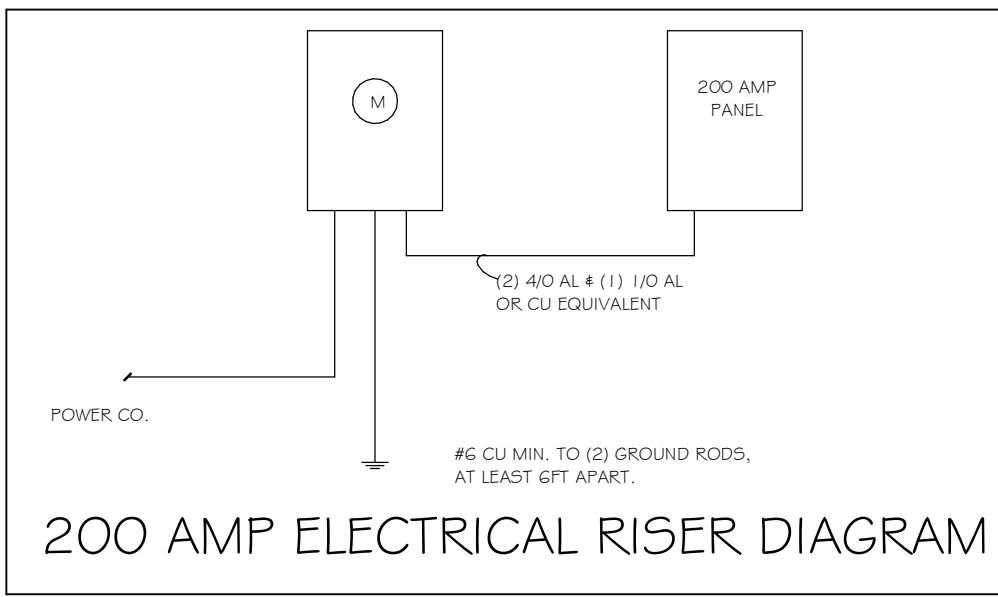 M
200 AMP
PANEL
(2) 4/0 AL & (1) 1/0 AL
OR CU EQUIVALENT
POWER CO.
#6 CU MIN. TO (2) GROUND RODS,
AT LEAST 6FT APART.
200 AMP ELECTRICAL RISER DIAGRAM